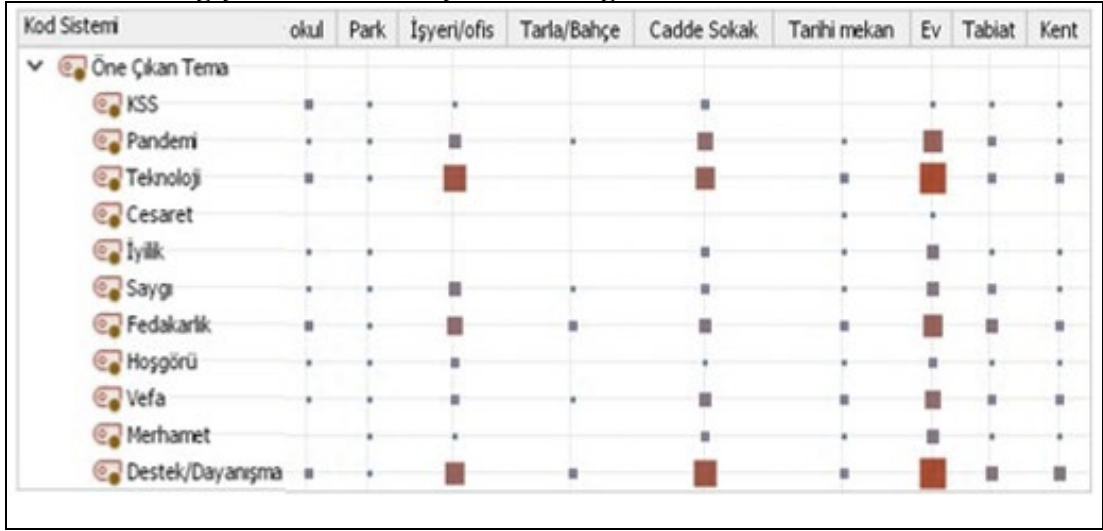 Kod Sistemi okul Park İşyeri/ofis Tarla/Bahçe Cadde Sokak Tarihi mekan Ev Tabiat Kent
Öne Çıkan Tema
KSS
Pandemi
Teknoloji
Cesaret
İyilik
Saygı
Fedakarlık
Hoşgörü
Vefa
Merhamet
Destek/Dayanışma